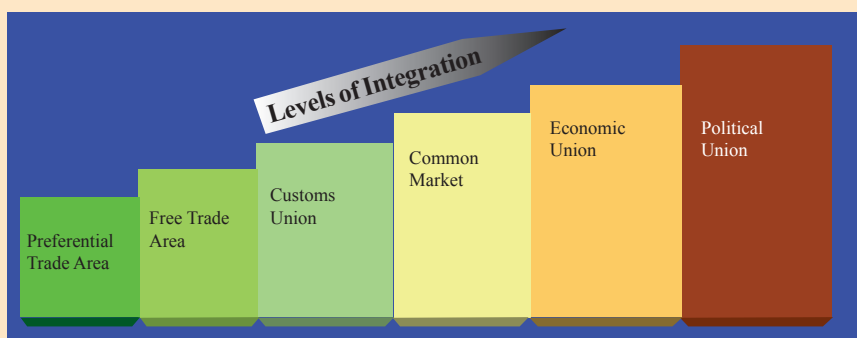 Levels of Integration
Preferential
Trade Area
Free Trade
Area
Customs
Union
Common
Market
Economic
Union
Political
Union